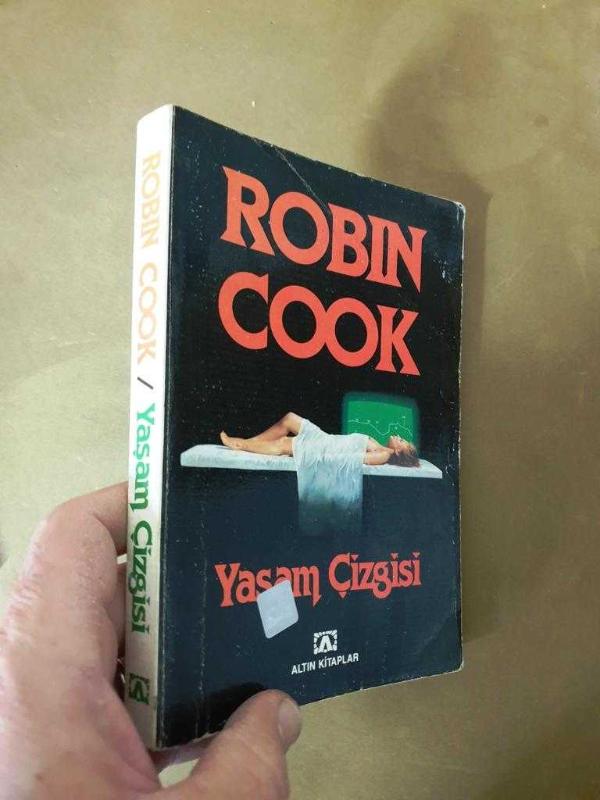 ROBIN COOK / Yaşam Çizgisi
ROBIN
COOK
Yaşam Çizgisi
ALTIN KİTAPLAR